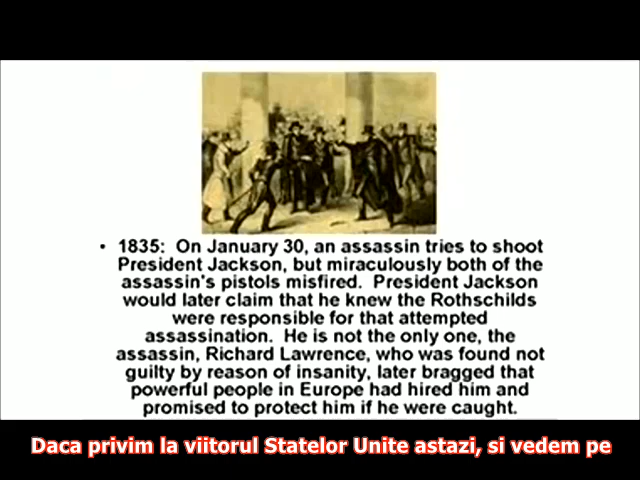 • 1835: On January 30, an assassin tries to shoot
President Jackson, but miraculously both of the
assassin's pistols misfired. President Jackson
would later claim that he knew the Rothschilds
were responsible for that attempted
assassination. He is not the only one, the
assassin, Richard Lawrence, who was found not
guilty by reason of insanity, later bragged that
powerful people in Europe had hired him and
promised to protect him if he were caught.
Daca privim la viitorul Statelor Unite astazi, si vedem pe